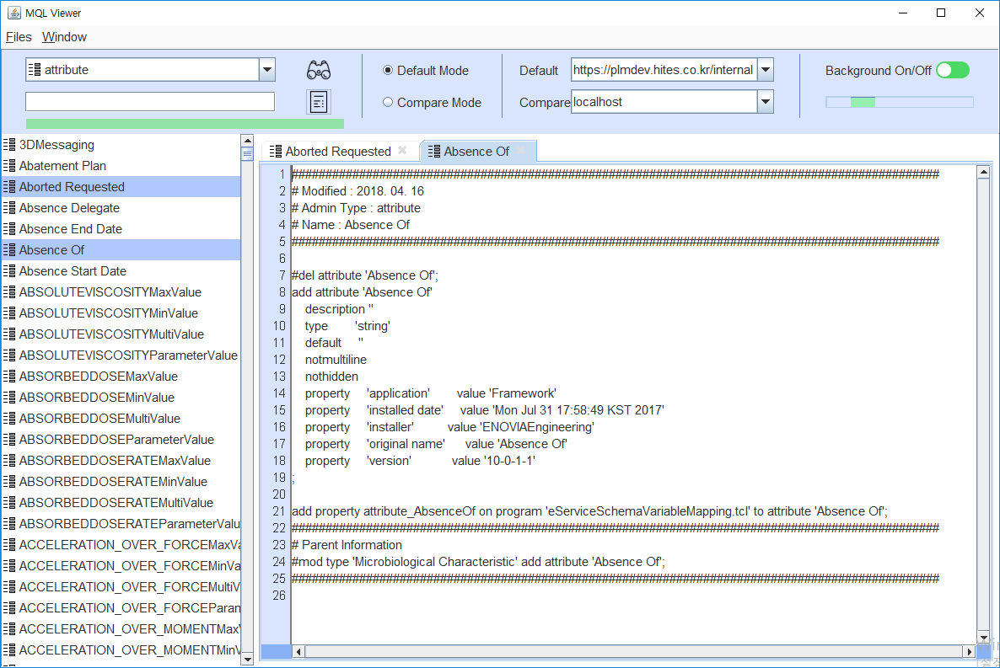 MQL Viewer
Files Window
attribute
Default Mode
Compare Mode
Default https://plmdev.hites.co.kr/internal
Compare localhost
Background On/Off
3DMessaging
Abatement Plan
Aborted Requested
Absence Delegate
Absence End Date
Absence Of
Absence Start Date
ABSOLUTEVISCOSITYMaxValue
ABSOLUTEVISCOSITYMinValue
ABSOLUTEVISCOSITYMultiValue
ABSOLUTEVISCOSITYParameterValue
ABSORBEDDOSEMaxValue
ABSORBEDDOSEMinValue
ABSORBEDDOSEMultiValue
ABSORBEDDOSEParameterValue
ABSORBEDDOSERATEMaxValue
ABSORBEDDOSERATEMinValue
ABSORBEDDOSERATEMultiValue
ABSORBEDDOSERATEParameterValu
ACCELERATION_OVER_FORCEMaxVa
ACCELERATION_OVER_FORCEMinVa
ACCELERATION_OVER_FORCEMultiV
ACCELERATION_OVER_FORCEParan
ACCELERATION_OVER_MOMENTMaxV
ACCELERATION_OVER_MOMENTMinV
Aborted Requested Absence Of
1 ################################################################################################
2 # Modified : 2018. 04. 16
3 # Admin Type : attribute
4 # Name : Absence Of
5 ################################################################################################
6
7 #del attribute 'Absence Of';
8 add attribute 'Absence Of'
9 description ''
10 type 'string'
11 default ''
12 notmultiline
13 nothidden
14 property 'application' value 'Framework'
15 property 'installed date' value 'Mon Jul 31 17:58:49 KST 2017'
16 property 'installer' value 'ENOVIAEngineering'
17 property 'original name' value 'Absence Of'
18 property 'version' value '10-0-1-1'
19 ;
20
21 add property attribute_AbsenceOf on program 'eServiceSchemaVariableMapping.tcl' to attribute 'Absence Of';
22 ################################################################################################
23 # Parent Information
24 #mod type 'Microbiological Characteristic' add attribute 'Absence Of';
25 ################################################################################################
26